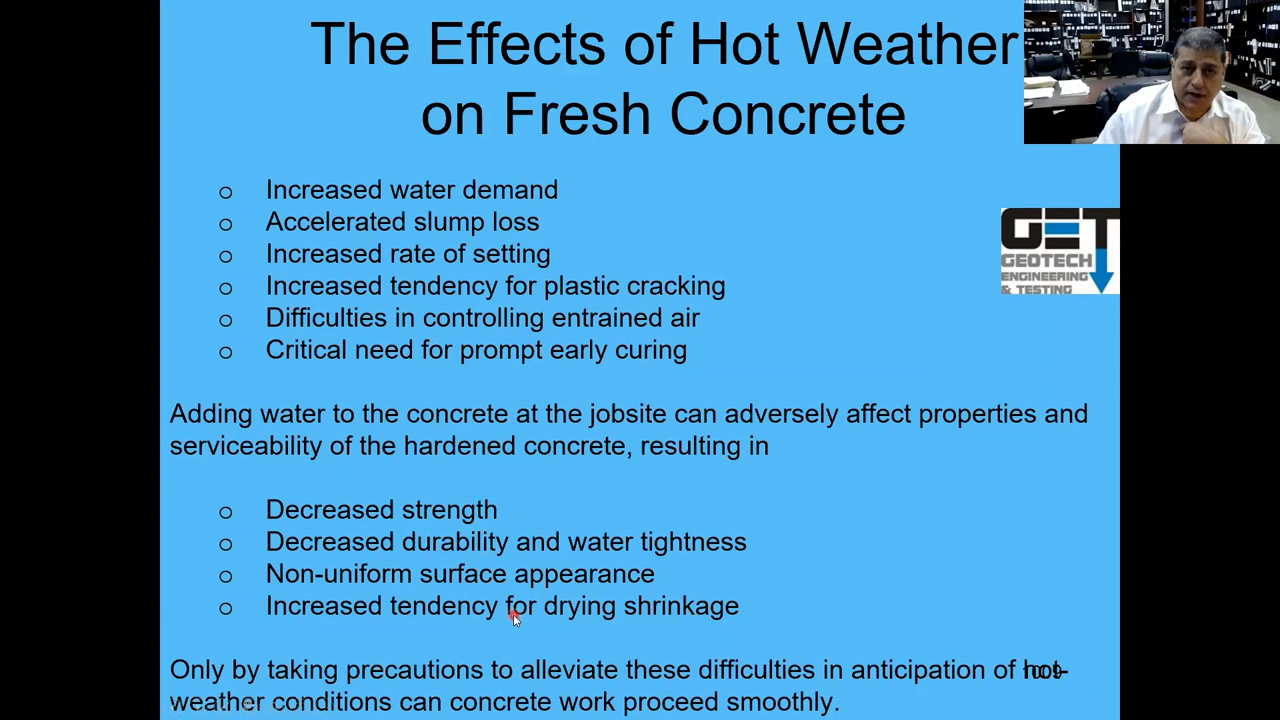 The Effects of Hot Weather
on Fresh Concrete
o Increased water demand
o Accelerated slump loss
o Increased rate of setting
o Increased tendency for plastic cracking
o Difficulties in controlling entrained air
o Critical need for prompt early curing
GET
GEOTECH
ENGINEERING
& TESTING
Adding water to the concrete at the jobsite can adversely affect properties and
serviceability of the hardened concrete, resulting in
o Decreased strength
o Decreased durability and water tightness
o Non-uniform surface appearance
o Increased tendency for drying shrinkage
Only by taking precautions to alleviate these difficulties in anticipation of hot-
weather conditions can concrete work proceed smoothly.